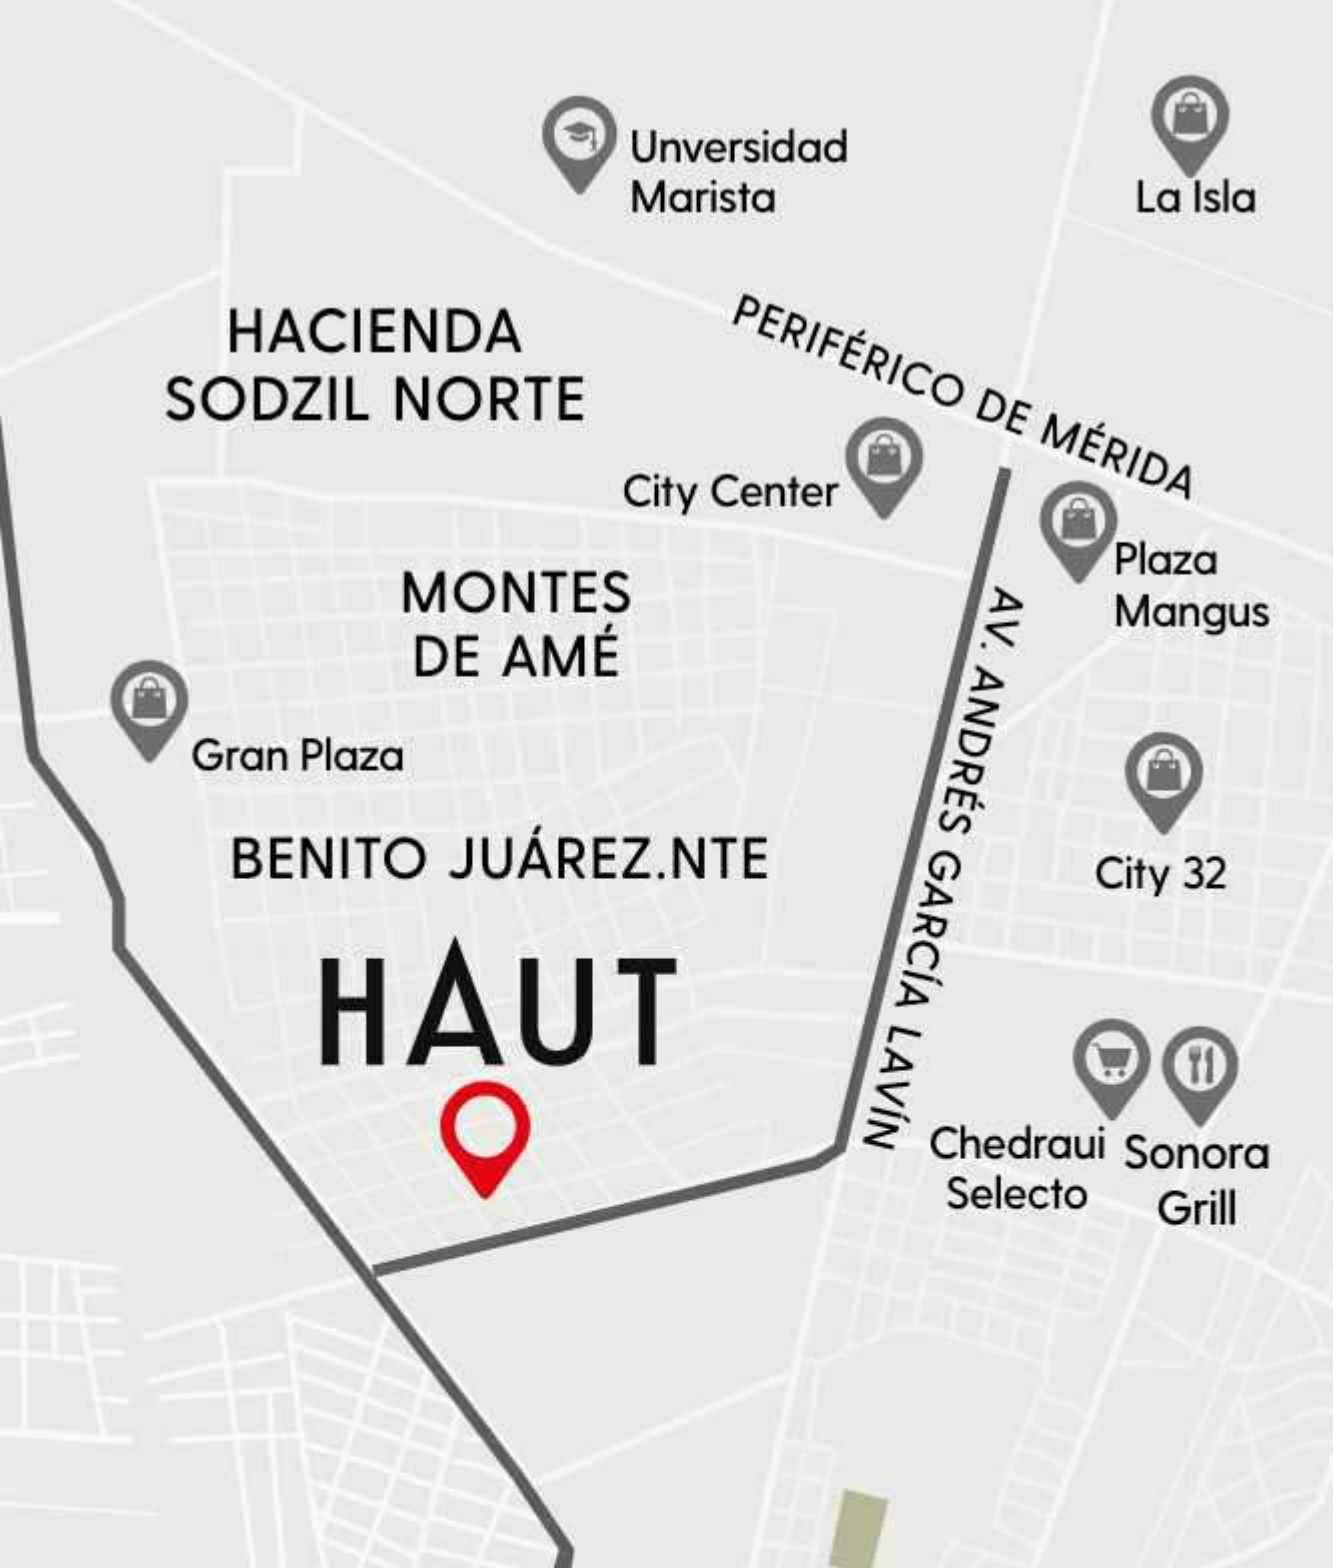 Unversidad
Marista
La Isla
HACIENDA
SODZIL NORTE
PERIFÉRICO DE MÉRIDA
City Center
Plaza
Mangus
MONTES
DE AMÉ
AV. ANDRÉS GARCÍA LAVÍN
Gran Plaza
BENITO JUÁREZ.NTE
City 32
HAUT
Chedraui
Selecto
Sonora
Grill